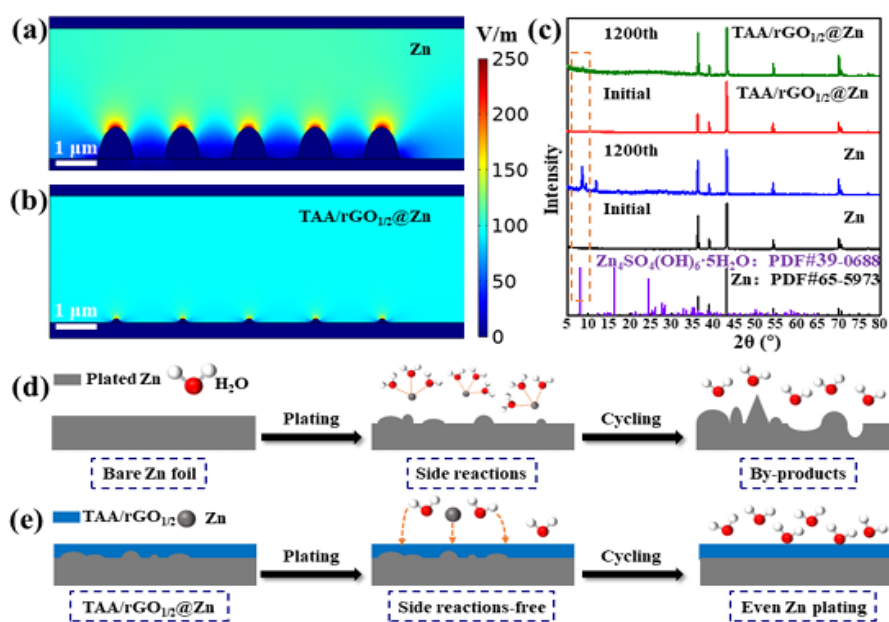 (a)
Zn
1 μm
V/m
250
200
150
100
50
0
(b)
TAA/rGO1/2@Zn
1 μm
(c)
1200th
TAA/rGO1/2@Zn
Initial
TAA/rGO1/2@Zn
1200th
Zn
Initial
Zn
Zn4SO4(OH)6·5H2O: PDF#39-0688
Zn: PDF#65-5973
Intensity
5 10 15 20 25 30 35 40 45 50 55 60 65 70 75 80
2θ (°)
(d)
Plated Zn
H2O
Plating
Cycling
Bare Zn foil
Side reactions
By-products
(e)
TAA/rGO1/2
Zn
Plating
Cycling
TAA/rGO1/2@Zn
Side reactions-free
Even Zn plating